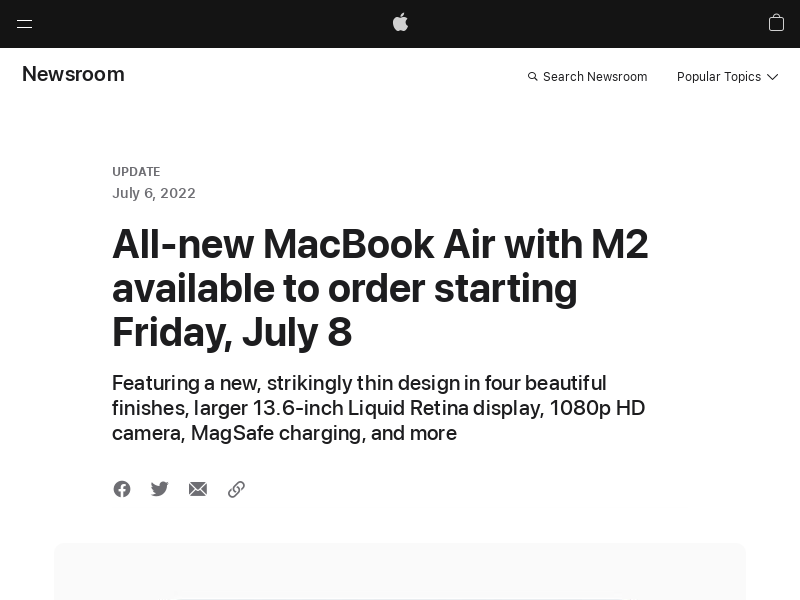 Newsroom
Search Newsroom
Popular Topics
UPDATE
July 6, 2022
All-new MacBook Air with M2
available to order starting
Friday, July 8
Featuring a new, strikingly thin design in four beautiful
finishes, larger 13.6-inch Liquid Retina display, 1080p HD
camera, MagSafe charging, and more